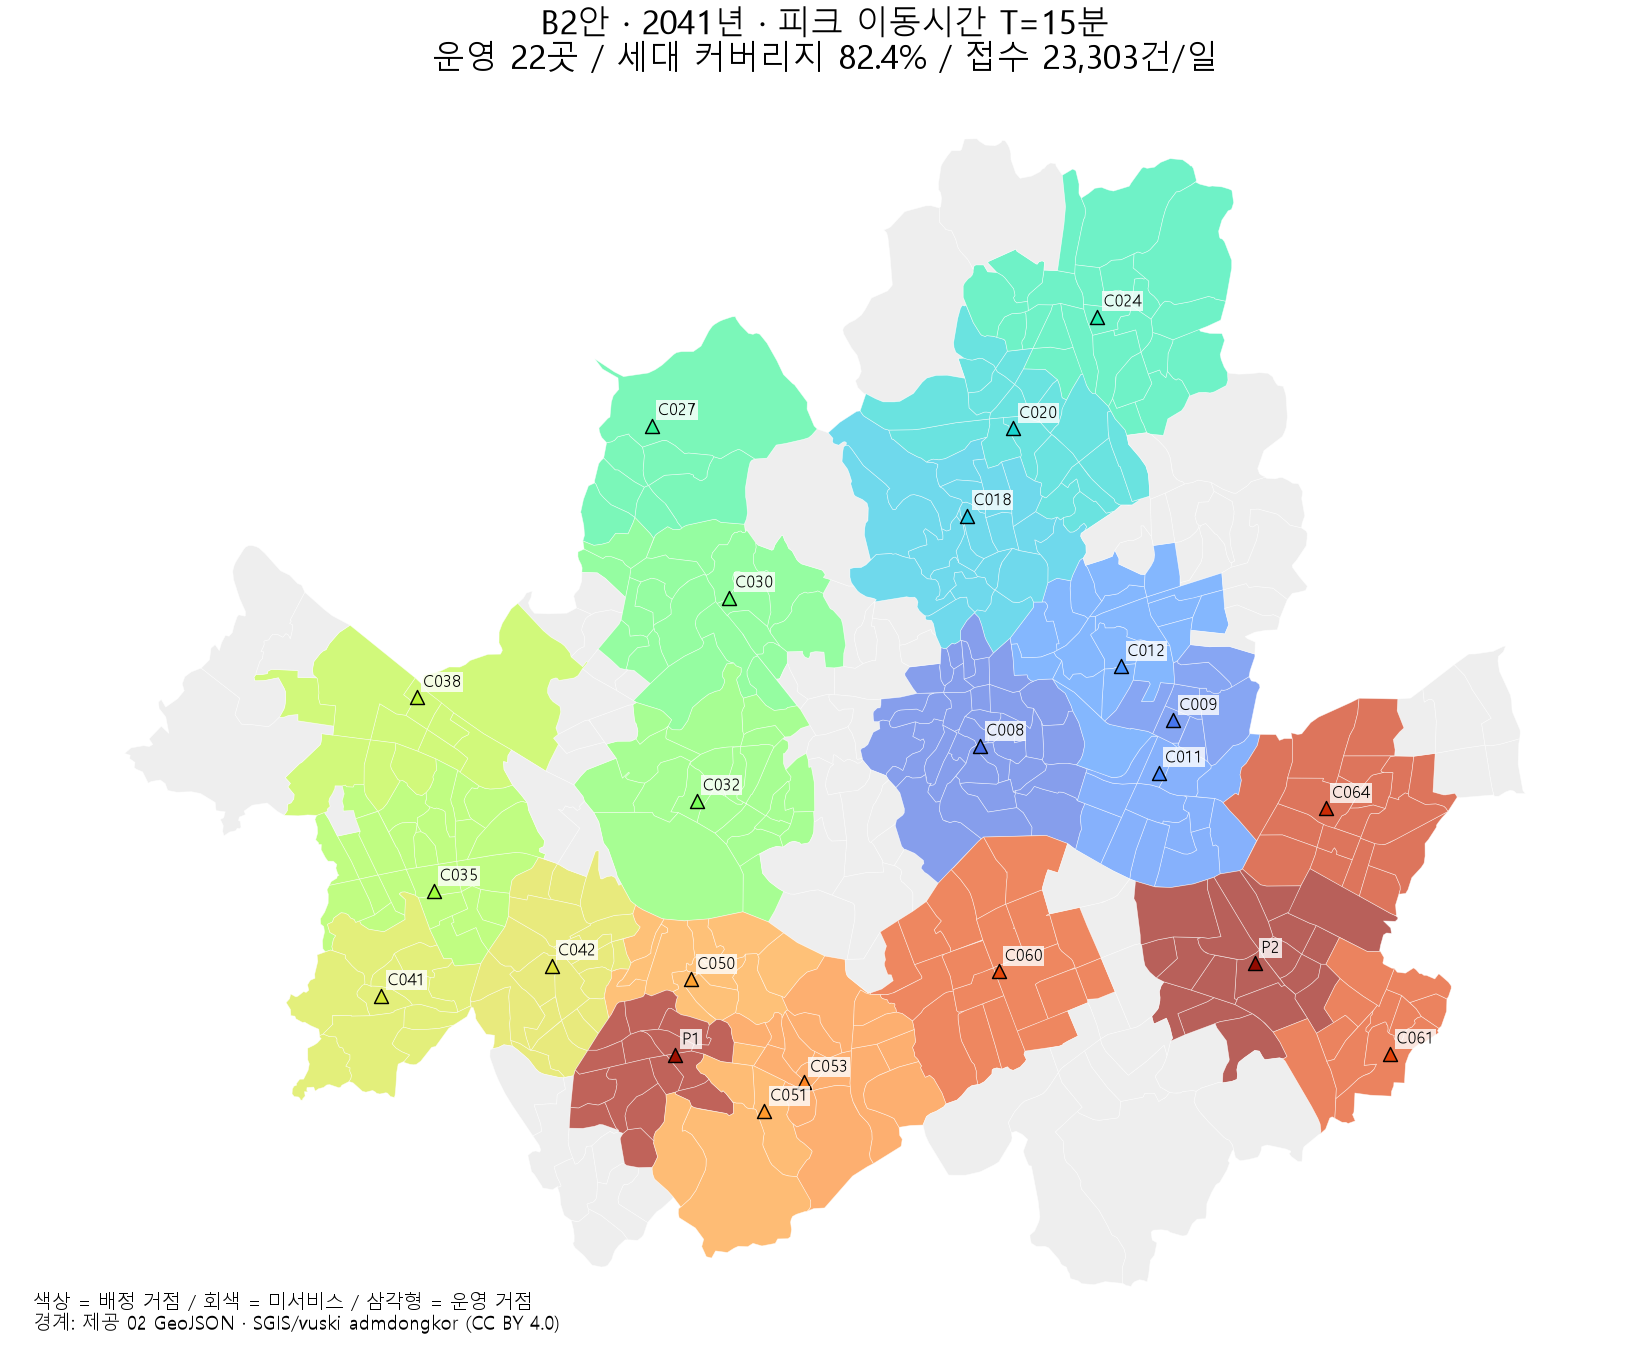 B2안 · 2041년 · 피크 이동시간 T=15분
운영 22곳 / 세대 커버리지 82.4% / 접수 23,303건/일
C024
C027
C020
C018
C030
C012
C038
C009
C008
C011
C032
C064
C035
P2
C042
C060
C050
C041
P1
C061
C053
C051
색상 = 배정 거점 / 회색 = 미서비스 / 삼각형 = 운영 거점
경계: 제공 02 GeoJSON · SGIS/vuski admdongkor (CC BY 4.0)